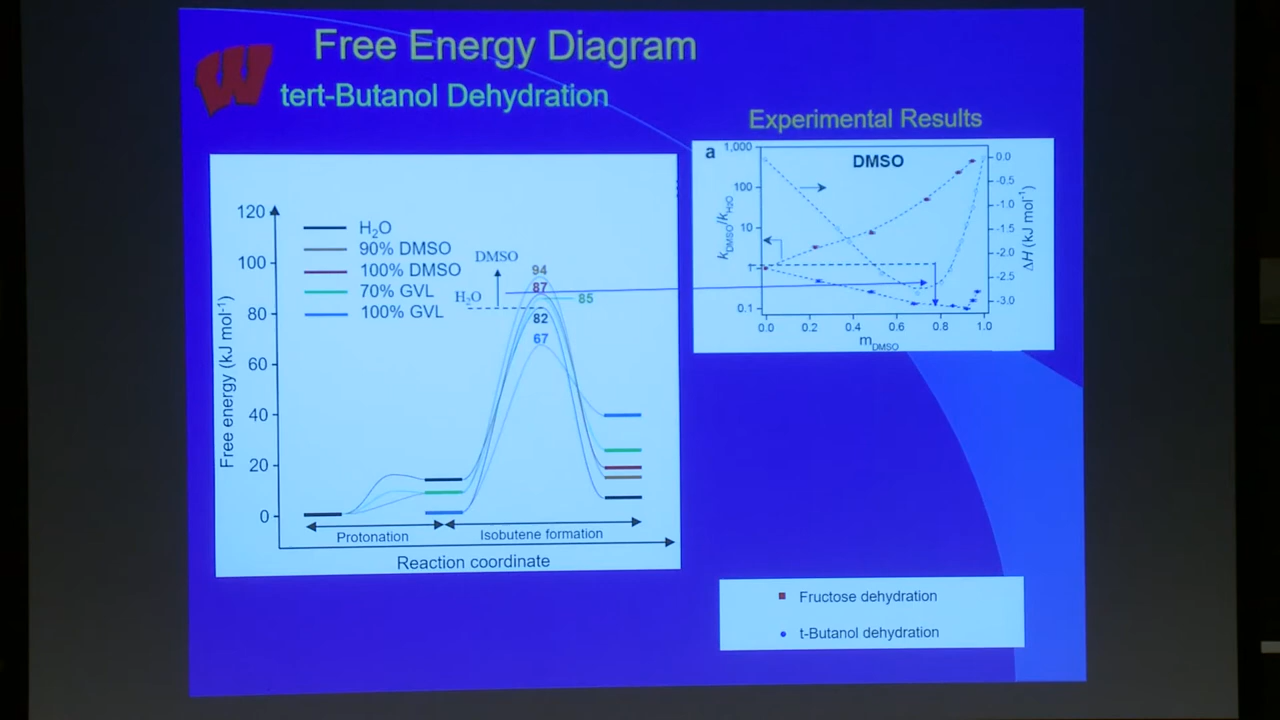 W
Free Energy Diagram
tert-Butanol Dehydration
Experimental Results
120
100
80
60
40
20
0
Free energy (kJ mol⁻¹)
H₂O
90% DMSO
100% DMSO
70% GVL
100% GVL
DMSO
H₂O
94
87
85
82
67
Protonation
Isobutene formation
Reaction coordinate
a
DMSO
1,000
100
10
1
0.1
k_DMSO/k_H₂O
0.0
0.2
0.4
0.6
0.8
1.0
m_DMSO
0.0
-0.5
-1.0
-1.5
-2.0
-2.5
-3.0
ΔH (kJ mol⁻¹)
Fructose dehydration
t-Butanol dehydration